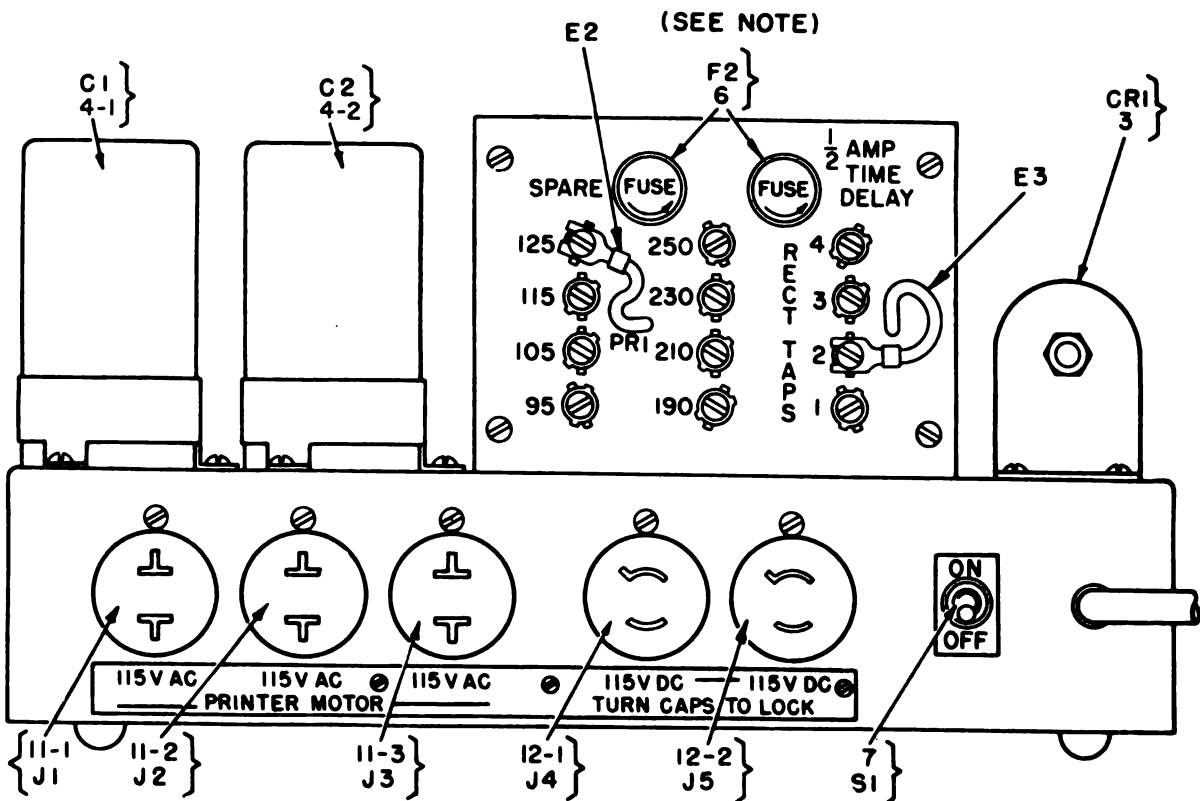 (SEE NOTE)
E2
F2
6
C1
4-1
C2
4-2
CR1
3
1/2 AMP
TIME
DELAY
SPARE
FUSE
FUSE
E3
125
250
4
115
230
3
105
210
2
95
190
1
PRI
RECT TAPS
ON
OFF
115V AC
115V AC
115V AC
PRINTER MOTOR
115V DC
115V DC
TURN CAPS TO LOCK
11-1
J1
11-2
J2
11-3
J3
12-1
J4
12-2
J5
7
S1